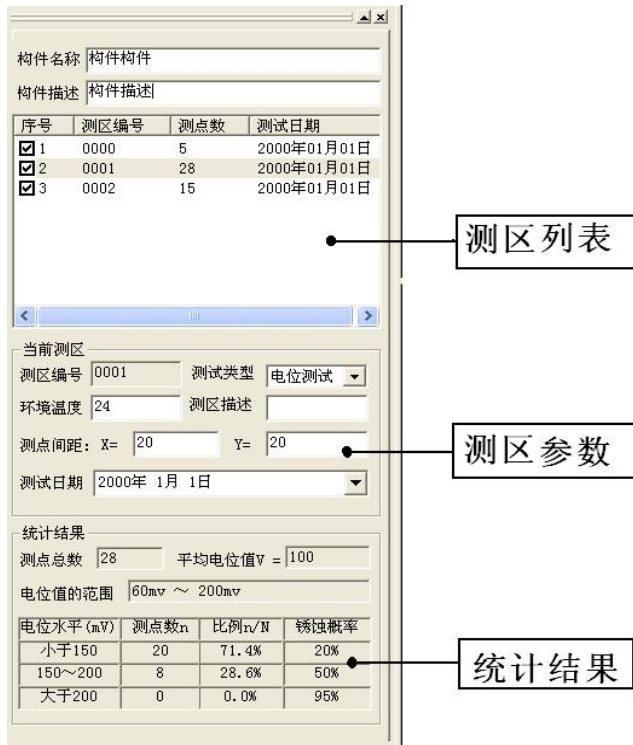 构件名称 构件构件
构件描述 构件描述
序号 测区编号 测点数 测试日期
1 0000 5 2000年01月01日
2 0001 28 2000年01月01日
3 0002 15 2000年01月01日
测区列表
当前测区
测区编号 0001 测试类型 电位测试
环境温度 24 测区描述
测点间距: X= 20 Y= 20
测区参数
测试日期 2000年 1月 1日
统计结果
测点总数 28 平均电位值V = 100
电位值的范围 60mv ~ 200mv
电位水平(mV) 测点数n 比例n/N 锈蚀概率
小于150 20 71.4% 20%
150~200 8 28.6% 50%
统计结果
大于200 0 0.0% 95%